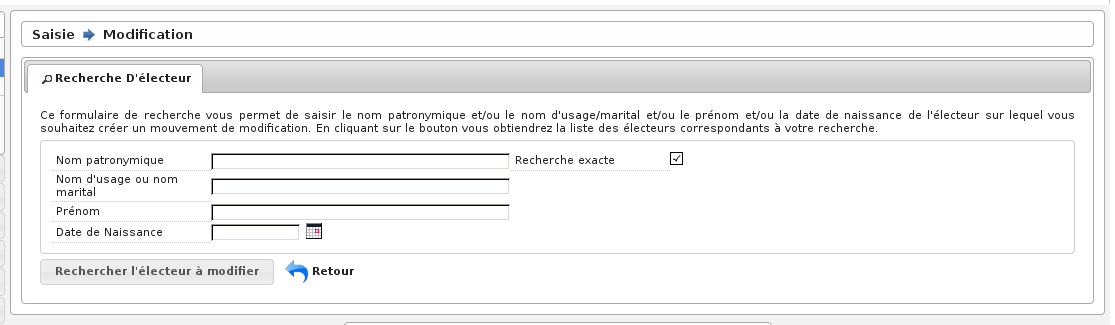 Saisie Modification
Recherche D'électeur
Ce formulaire de recherche vous permet de saisir le nom patronymique et/ou le nom d'usage/marital et/ou le prénom et/ou la date de naissance de l'électeur sur lequel vous
souhaitez créer un mouvement de modification. En cliquant sur le bouton vous obtiendrez la liste des électeurs correspondants à votre recherche.
Nom patronymique Recherche exacte
Nom d'usage ou nom
marital
Prénom
Date de Naissance
Rechercher l'électeur à modifier Retour